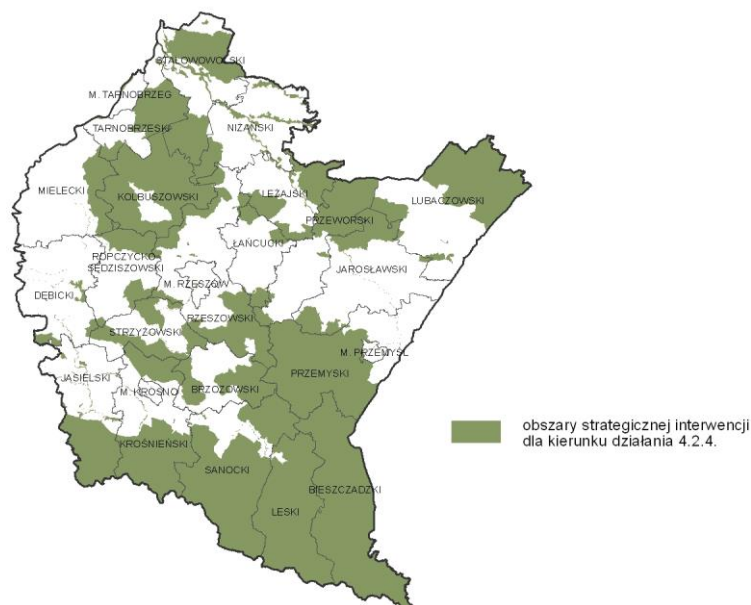 STALOWOWOLSKI
M. TARNOBRZEG
TARNOBRZESKI
NIŻAŃSKI
MIELECKI
KOLBUSZOWSKI
LEŻAJSKI
LUBACZOWSKI
PRZEWORSKI
ROPCZYCKO-
SĘDZISZOWSKI
ŁAŃCUCKI
JAROSŁAWSKI
M. RZESZÓW
DĘBICKI
RZESZOWSKI
STRZYŻOWSKI
M. PRZEMYŚL
PRZEMYSKI
JASIELSKI
M. KROSNO
BRZOZOWSKI
obszary strategicznej interwencji
dla kierunku działania 4.2.4.
KROŚNIEŃSKI
SANOCKI
BIESZCZADZKI
LESKI